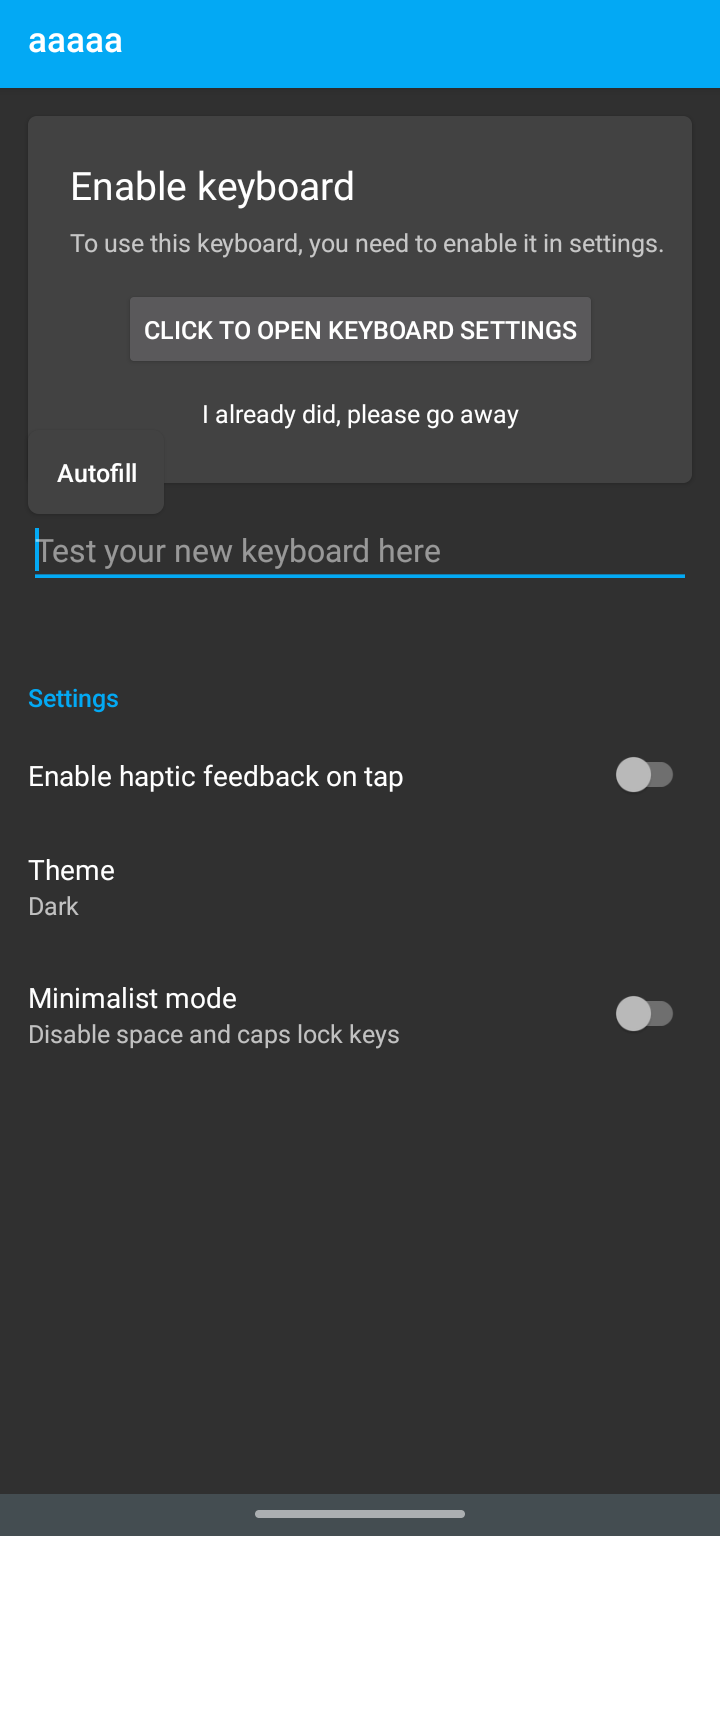 aaaaa
Enable keyboard
To use this keyboard, you need to enable it in settings.
CLICK TO OPEN KEYBOARD SETTINGS
I already did, please go away
Autofill
Test your new keyboard here
Settings
Enable haptic feedback on tap
Theme
Dark
Minimalist mode
Disable space and caps lock keys